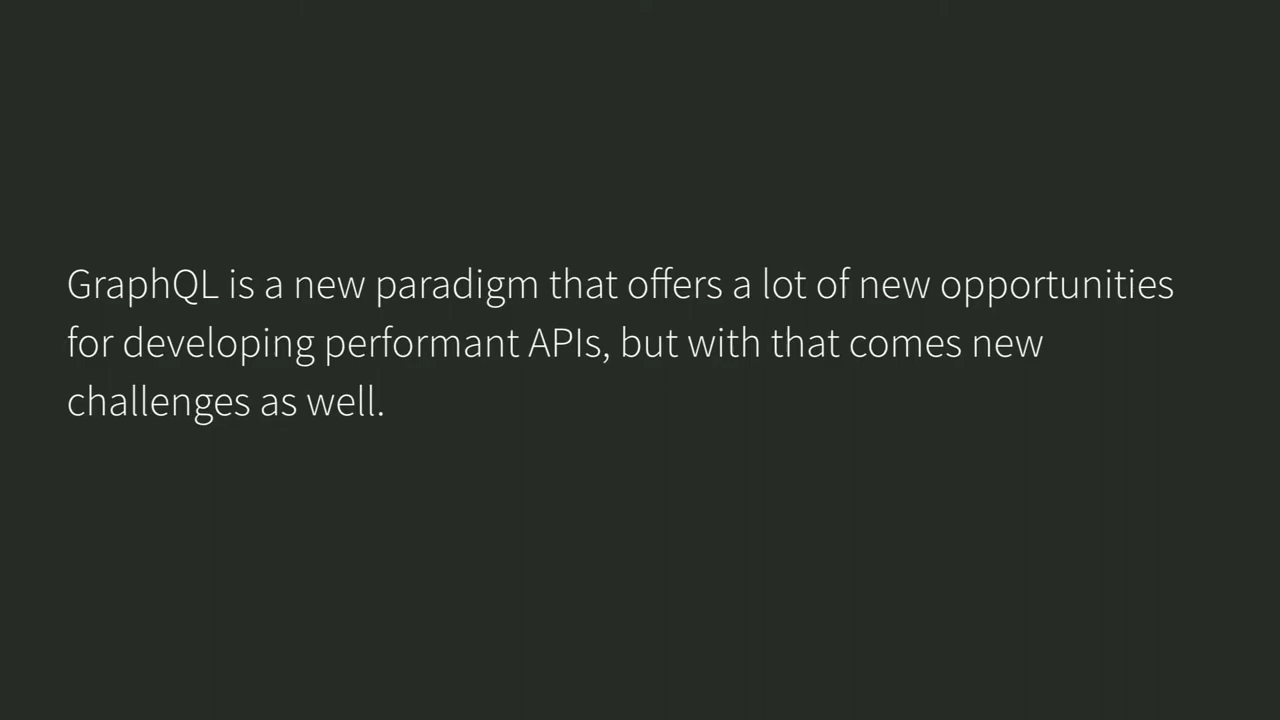 GraphQL is a new paradigm that offers a lot of new opportunities
for developing performant APIs, but with that comes new
challenges as well.